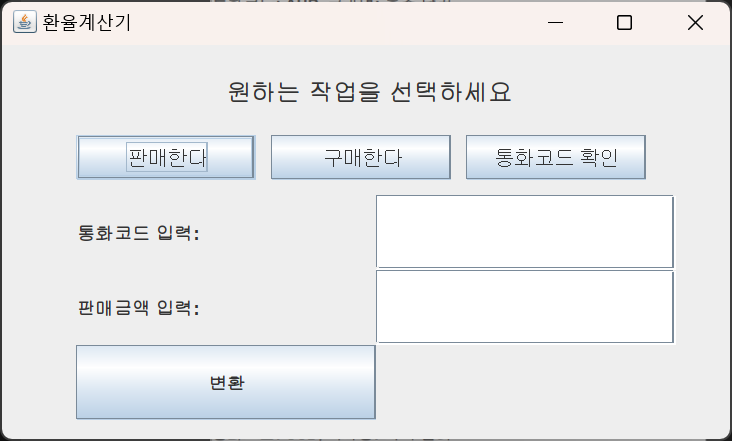 환율계산기
원하는 작업을 선택하세요
판매한다 구매한다 통화코드 확인
통화코드 입력:
판매금액 입력:
변환